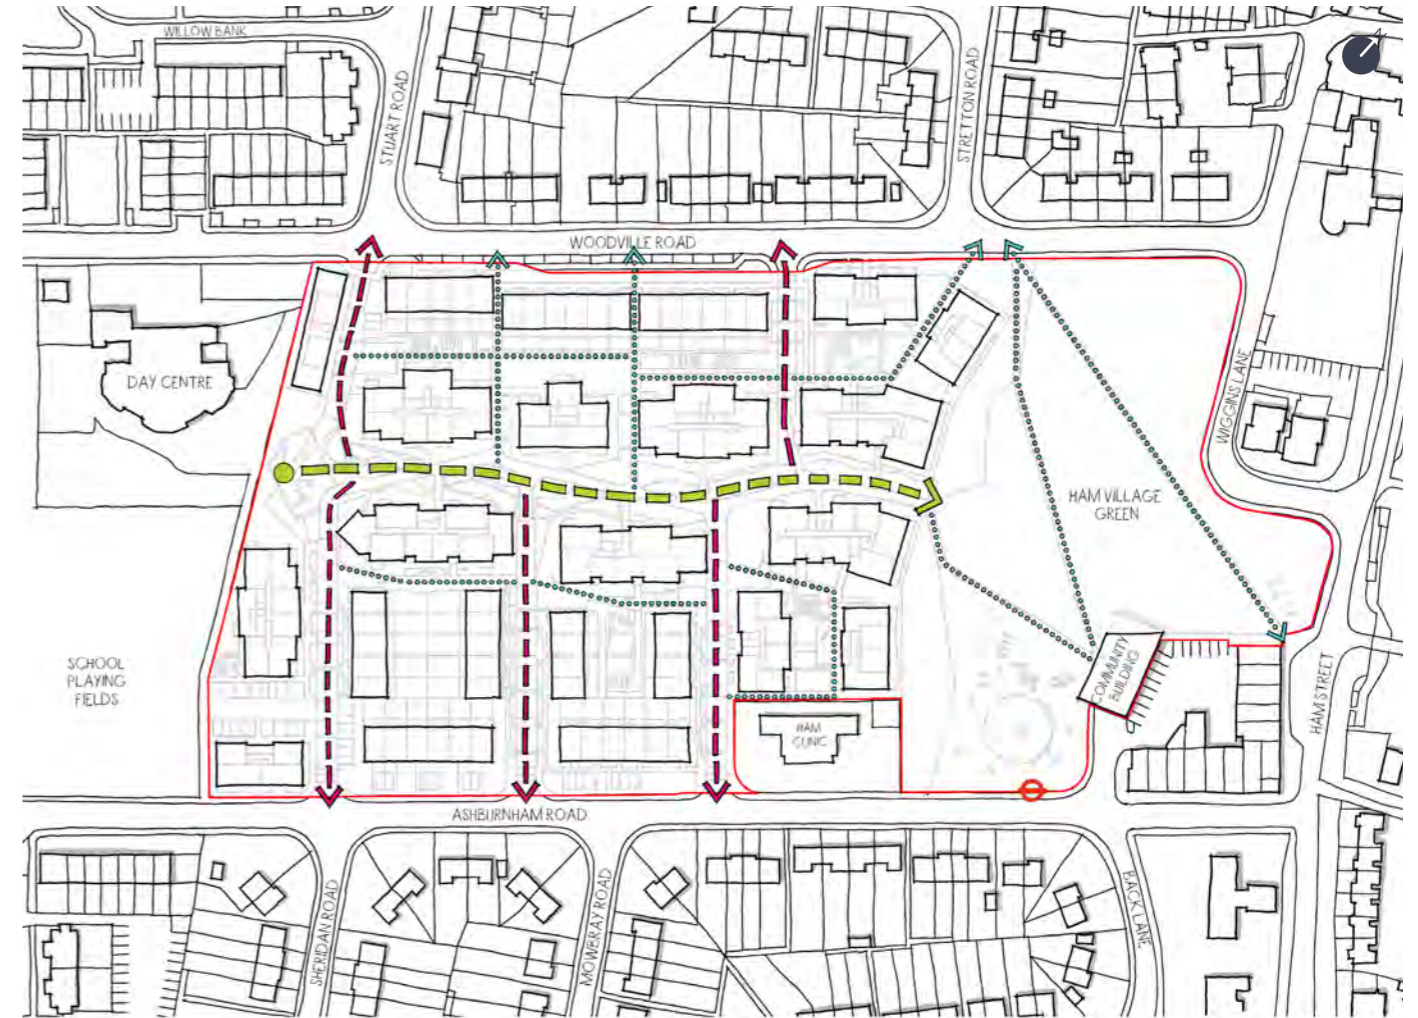 WILLOW BANK
STUART ROAD
STRETTON ROAD
WOODVILLE ROAD
DAY CENTRE
WIGGINS LANE
HAM VILLAGE
GREEN
SCHOOL
PLAYING
FIELDS
COMMUNITY
BUILDING
HAM STREET
HAM
CLINIC
ASHBURNHAM ROAD
SHERIDAN ROAD
MOWBRAY ROAD
BACK LANE